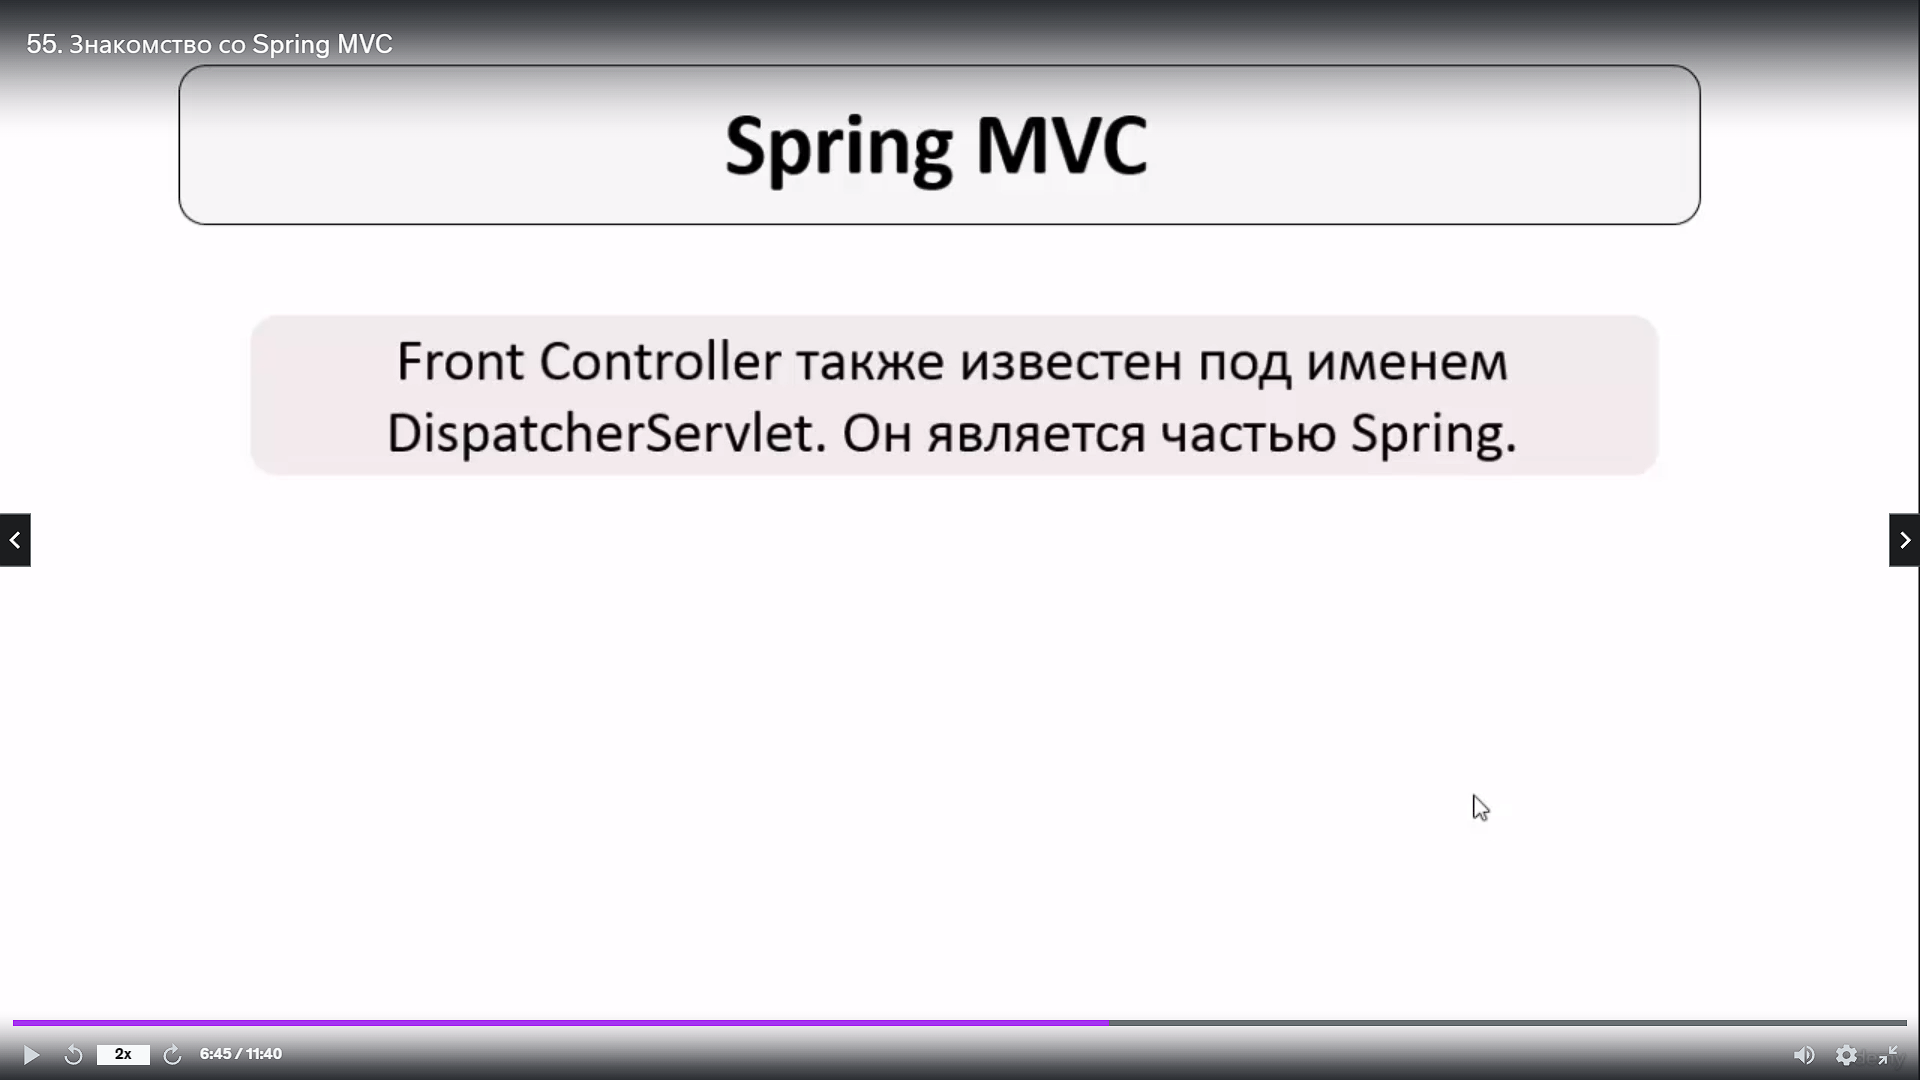 55. Знакомство со Spring MVC
Spring MVC
Front Controller также известен под именем
DispatcherServlet. Он является частью Spring.
2x
6:45 / 11:40